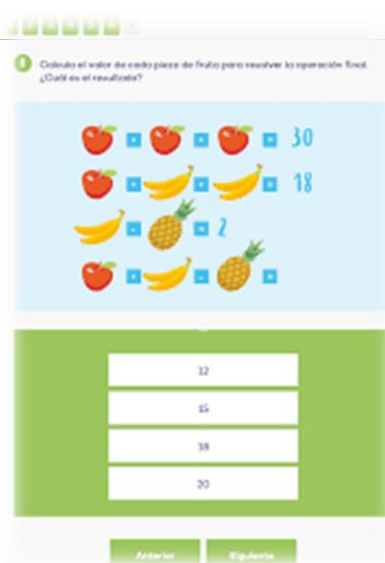 Calcula el valor de cada pieza de fruta para resolver la operación final.
¿Cuál es el resultado?
30
18
2
12
15
18
20
Anterior
Siguiente